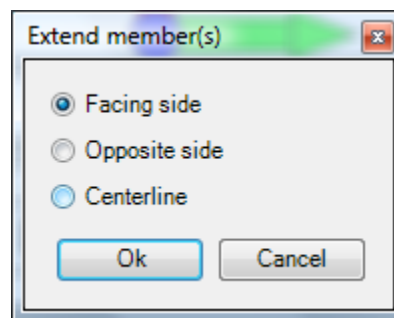 Extend member(s)
Facing side
Opposite side
Centerline
Ok Cancel